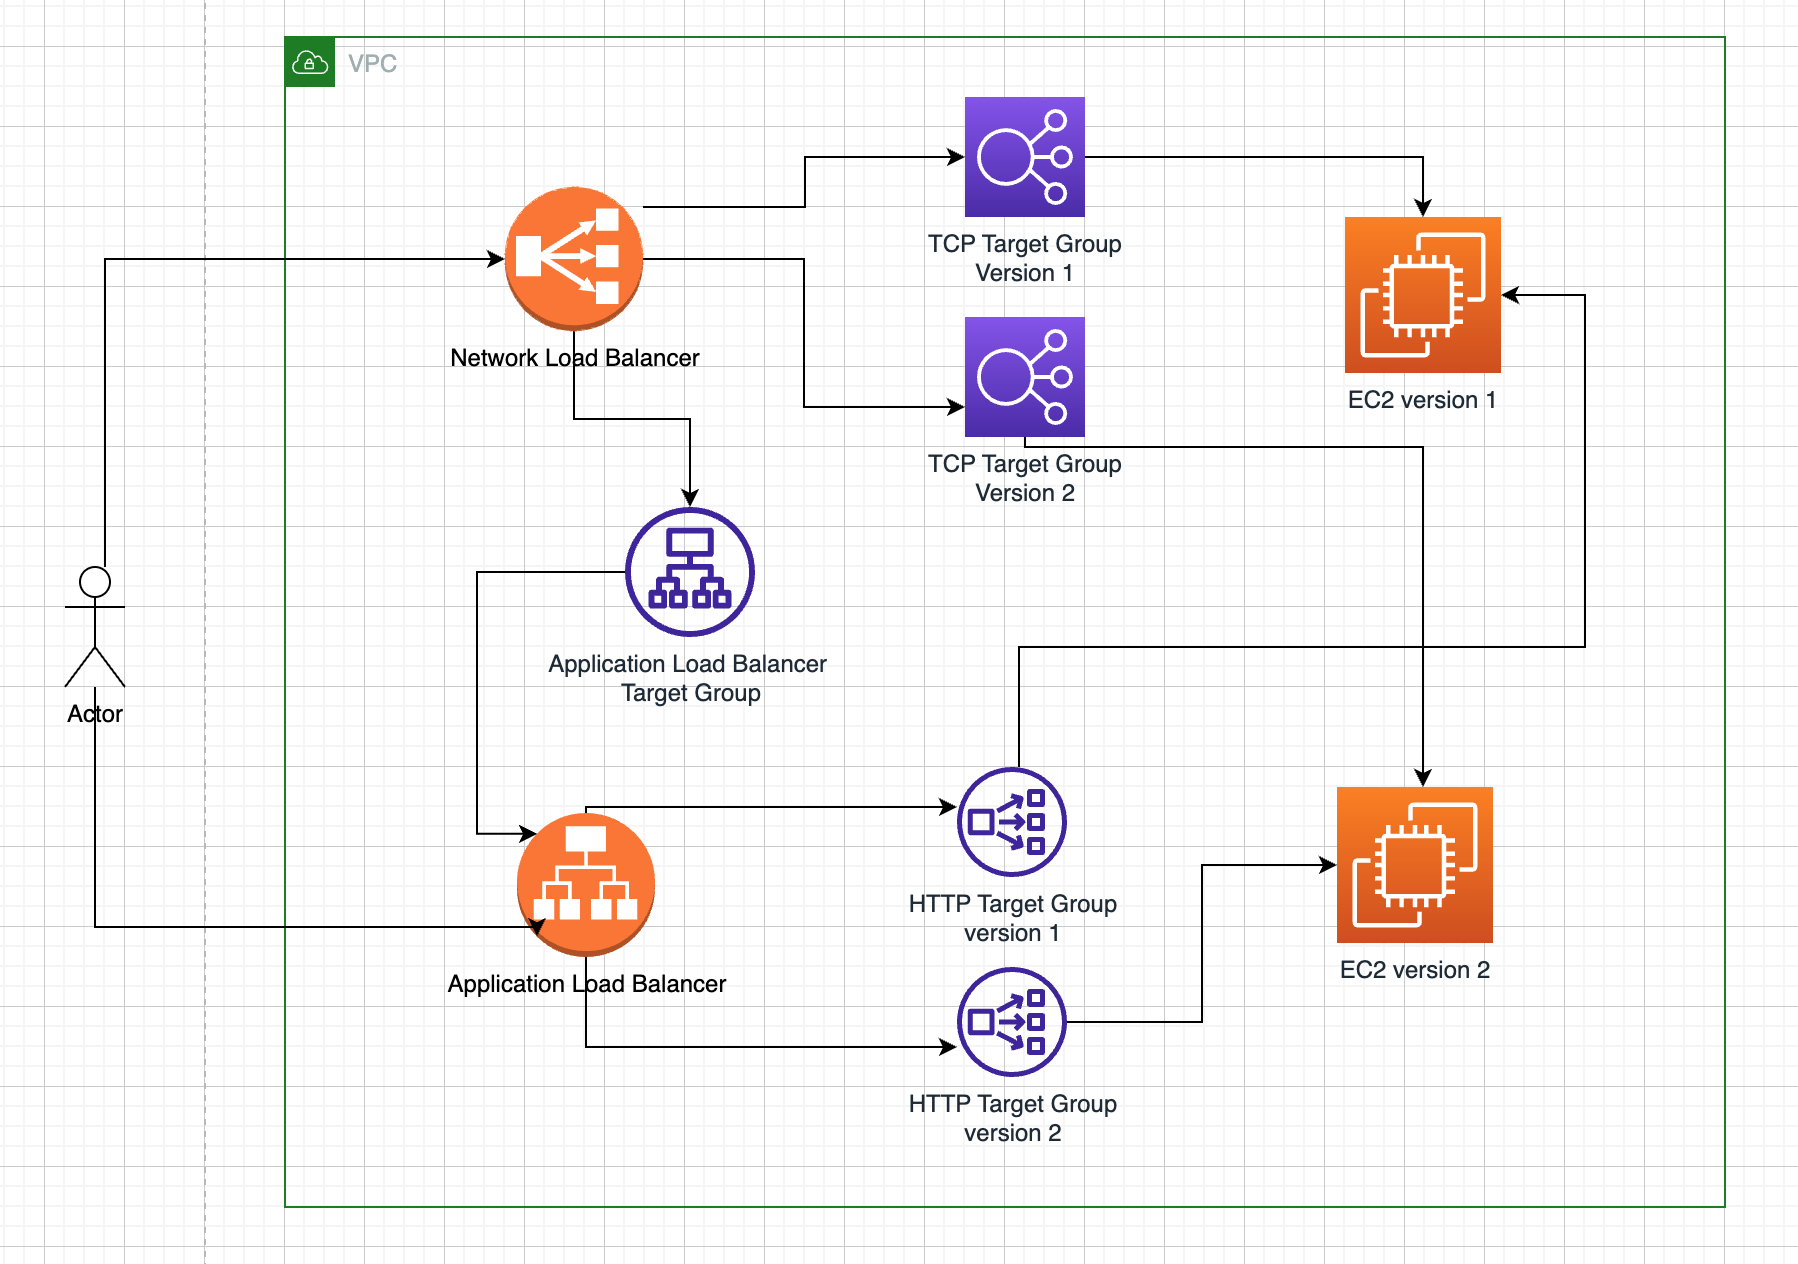 VPC
TCP Target Group
Version 1
Network Load Balancer
EC2 version 1
TCP Target Group
Version 2
Application Load Balancer
Target Group
Actor
HTTP Target Group
version 1
EC2 version 2
Application Load Balancer
HTTP Target Group
version 2